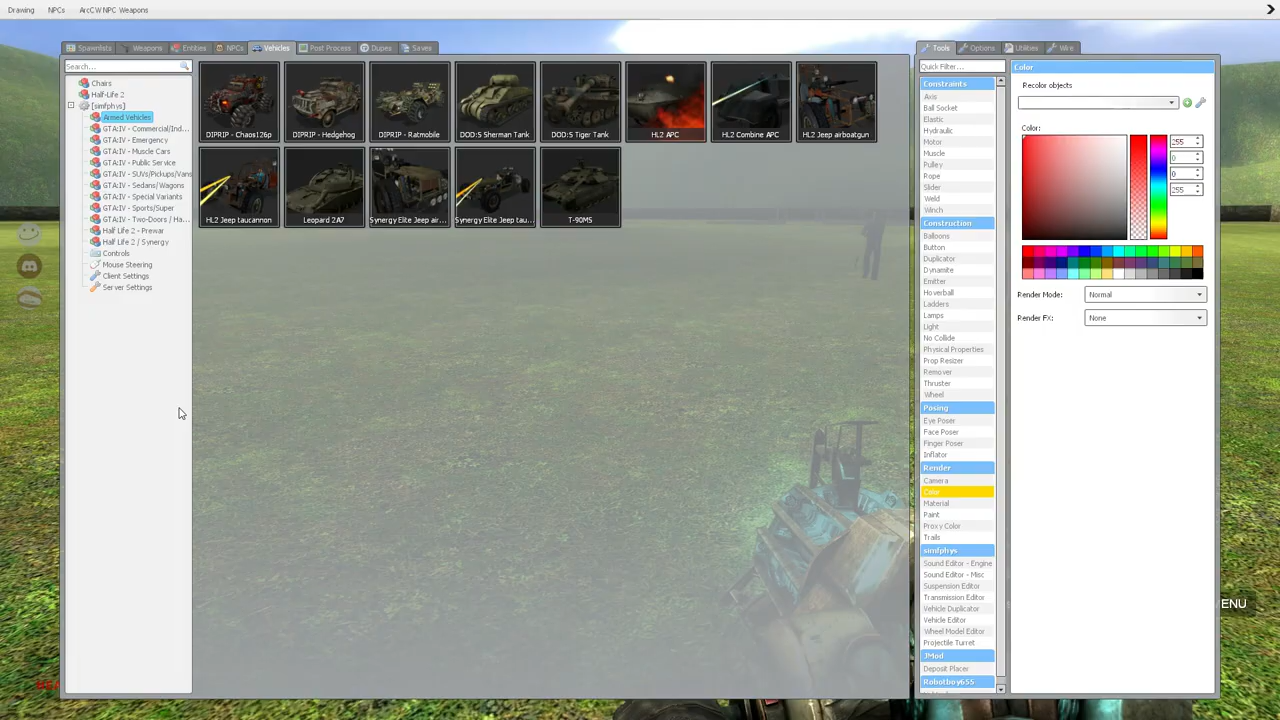 Drawing NPCs ArcCW NPC Weapons
Spawnlists Weapons Entities NPCs Vehicles Post Process Dupes Saves
Search...
Chairs
Half-Life 2
[simfphys]
Armed Vehicles
GTA:IV - Commercial/Ind...
GTA:IV - Emergency
GTA:IV - Muscle Cars
GTA:IV - Public Service
GTA:IV - SUVs/Pickups/Vans
GTA:IV - Sedans/Wagons
GTA:IV - Special Variants
GTA:IV - Sports/Super
GTA:IV - Two-Doors / Ha...
Half Life 2 - Prewar
Half Life 2 / Synergy
Controls
Mouse Steering
Client Settings
Server Settings
DIPRIP - Chaos126p DIPRIP - Hedgehog DIPRIP - Ratmobile DOD:S Sherman Tank DOD:S Tiger Tank HL2 APC HL2 Combine APC HL2 Jeep airboatgun
HL2 Jeep taucannon Leopard 2A7 Synergy Elite Jeep air... Synergy Elite Jeep tau... T-90MS
Tools Options Utilities Wire
Quick Filter...
Constraints
Axis
Ball Socket
Elastic
Hydraulic
Motor
Muscle
Pulley
Rope
Slider
Weld
Winch
Construction
Balloons
Button
Duplicator
Dynamite
Emitter
Hoverball
Ladders
Lamps
Light
No Collide
Physical Properties
Prop Resizer
Remover
Thruster
Wheel
Posing
Eye Poser
Face Poser
Finger Poser
Inflator
Render
Camera
Color
Material
Paint
Proxy Color
Trails
simfphys
Sound Editor - Engine
Sound Editor - Misc
Suspension Editor
Transmission Editor
Vehicle Duplicator
Vehicle Editor
Wheel Model Editor
Projectile Turret
JMod
Deposit Placer
Robotboy655
Color
Recolor objects
Color:
255
0
0
255
Render Mode: Normal
Render FX: None
ENU